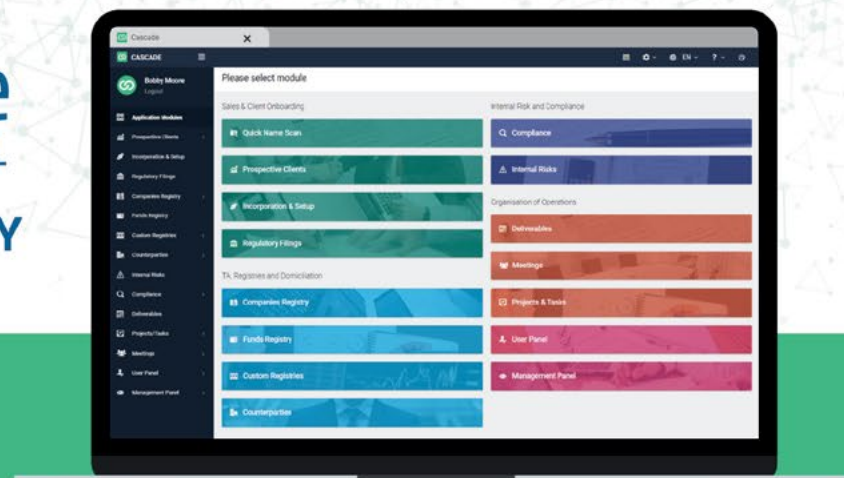 e
Y
Cascade
CASCADE
EN
?
Bobby Moore
Logout
Application Modules
Prospective Clients
Incorporation & Setup
Regulatory Filings
Companies Registry
Funds Registry
Custom Registries
Counterparties
Internal Risks
Compliance
Deliverables
Projects/Tasks
Meetings
User Panel
Management Panel
Please select module
Sales & Client Onboarding
Quick Name Scan
Prospective Clients
Incorporation & Setup
Regulatory Filings
TA, Registries and Domiciliation
Companies Registry
Funds Registry
Custom Registries
Counterparties
Internal Risk and Compliance
Compliance
Internal Risks
Organisation of Operations
Deliverables
Meetings
Projects & Tasks
User Panel
Management Panel